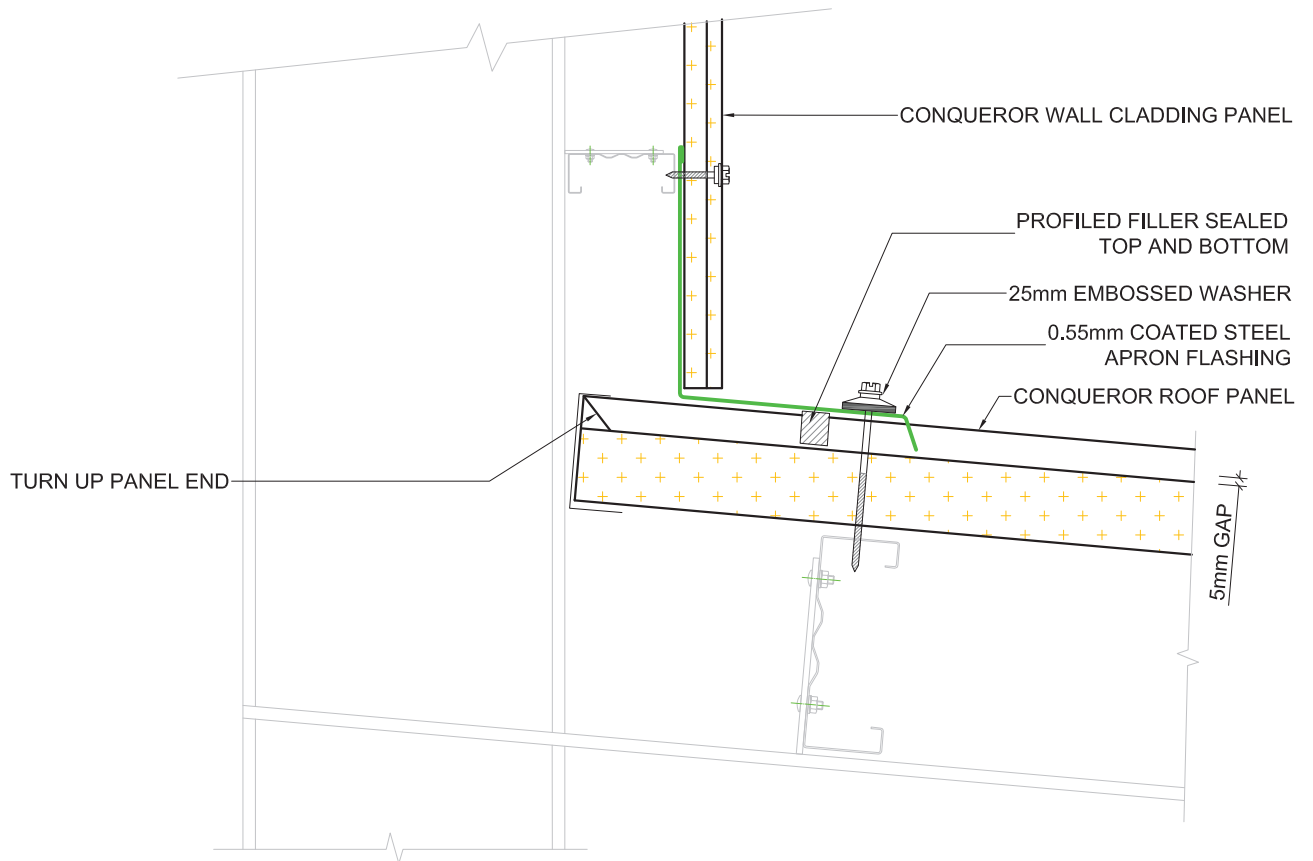 CONQUEROR WALL CLADDING PANEL
PROFILED FILLER SEALED
TOP AND BOTTOM
25mm EMBOSSED WASHER
0.55mm COATED STEEL
APRON FLASHING
CONQUEROR ROOF PANEL
TURN UP PANEL END
5mm GAP